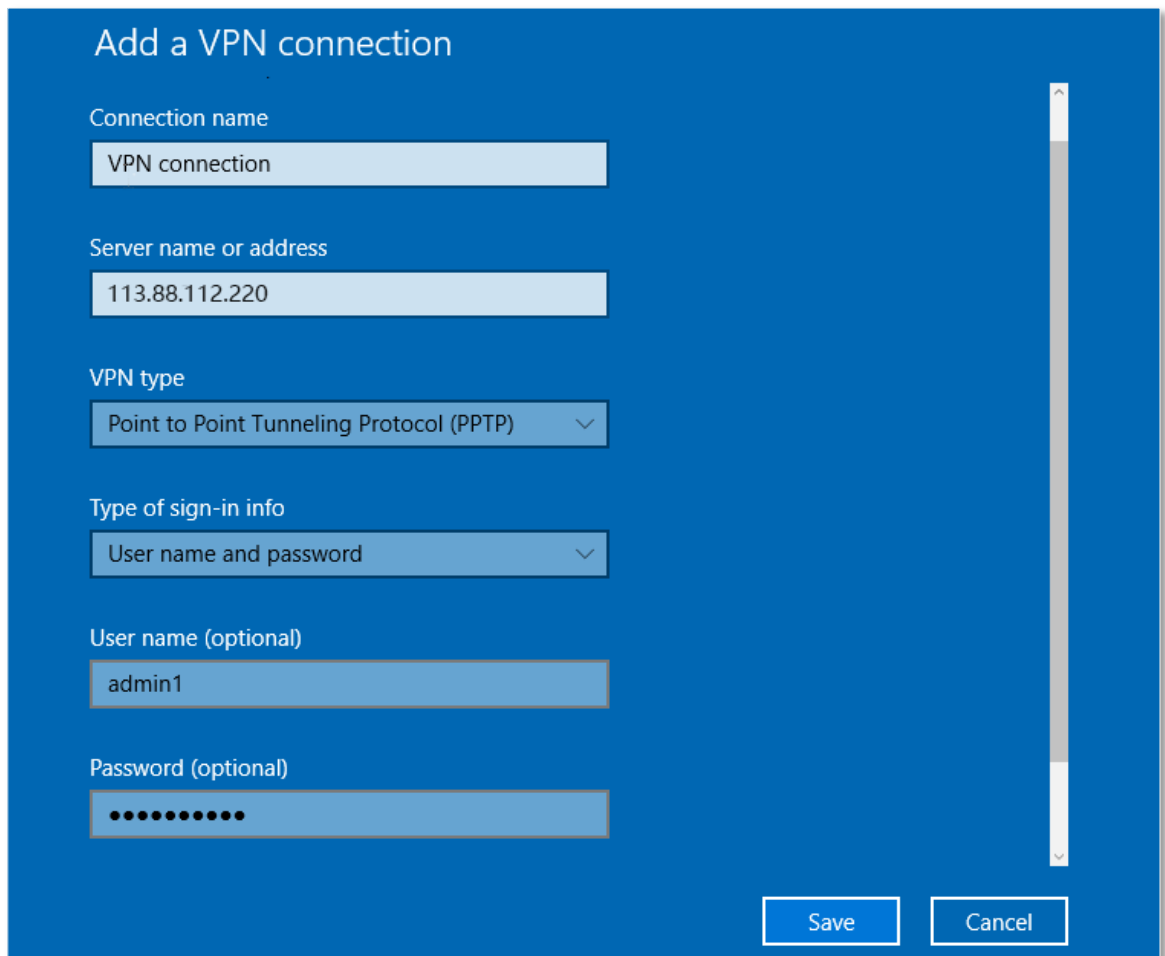 Add a VPN connection
Connection name
VPN connection
Server name or address
113.88.112.220
VPN type
Point to Point Tunneling Protocol (PPTP)
Type of sign-in info
User name and password
User name (optional)
admin1
Password (optional)
••••••••••
Save
Cancel